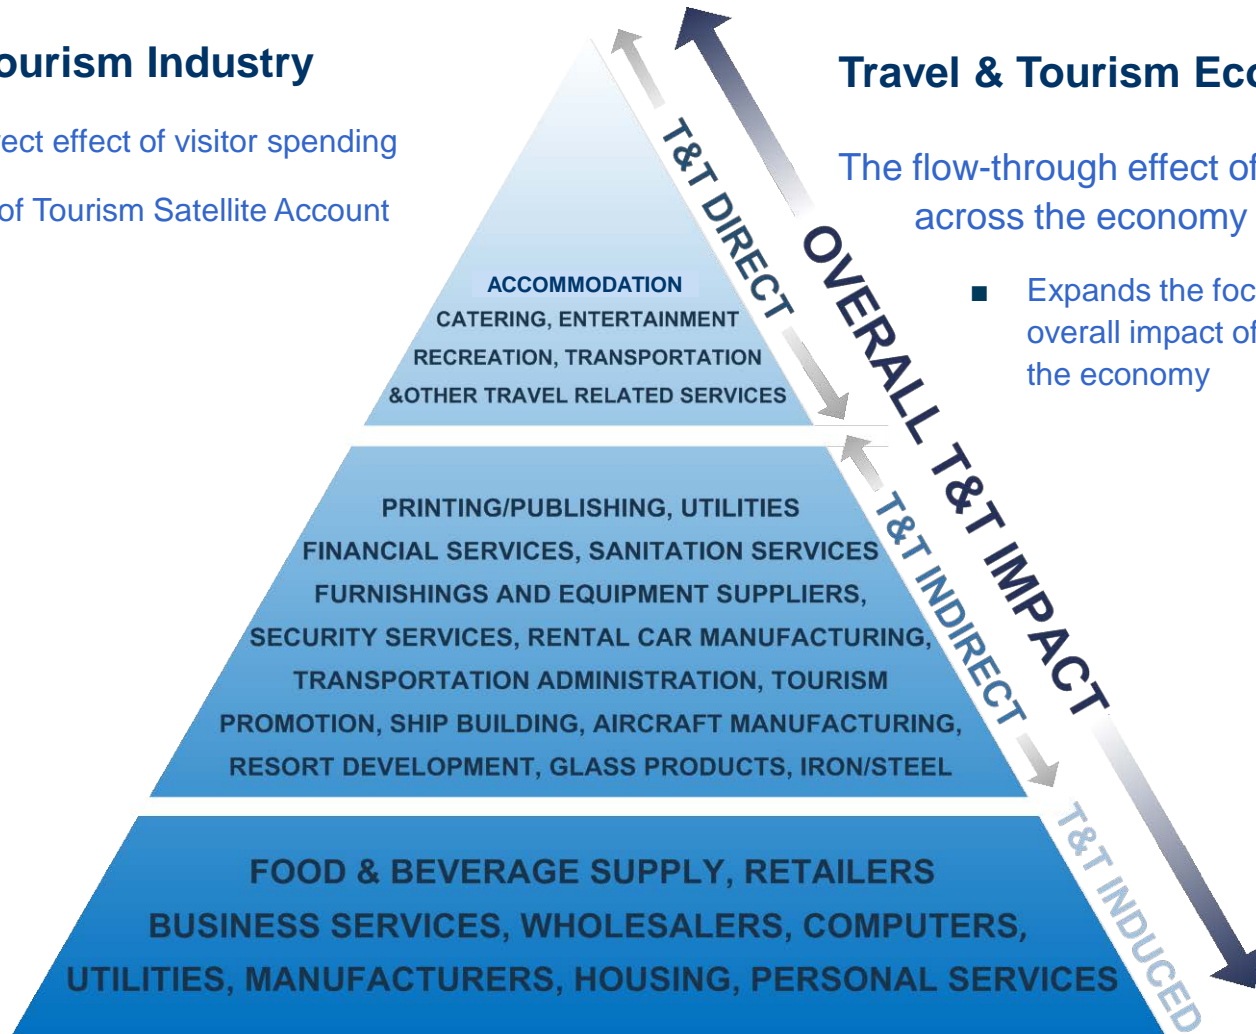 ourism Industry
rect effect of visitor spending
of Tourism Satellite Account
Travel & Tourism Eco
The flow-through effect of
across the economy
■ Expands the foc
overall impact of
the economy
ACCOMMODATION
CATERING, ENTERTAINMENT
RECREATION, TRANSPORTATION
&OTHER TRAVEL RELATED SERVICES
PRINTING/PUBLISHING, UTILITIES
FINANCIAL SERVICES, SANITATION SERVICES
FURNISHINGS AND EQUIPMENT SUPPLIERS,
SECURITY SERVICES, RENTAL CAR MANUFACTURING,
TRANSPORTATION ADMINISTRATION, TOURISM
PROMOTION, SHIP BUILDING, AIRCRAFT MANUFACTURING,
RESORT DEVELOPMENT, GLASS PRODUCTS, IRON/STEEL
FOOD & BEVERAGE SUPPLY, RETAILERS
BUSINESS SERVICES, WHOLESALERS, COMPUTERS,
UTILITIES, MANUFACTURERS, HOUSING, PERSONAL SERVICES
T&T DIRECT
T&T INDIRECT
T&T INDUCED
OVERALL T&T IMPACT